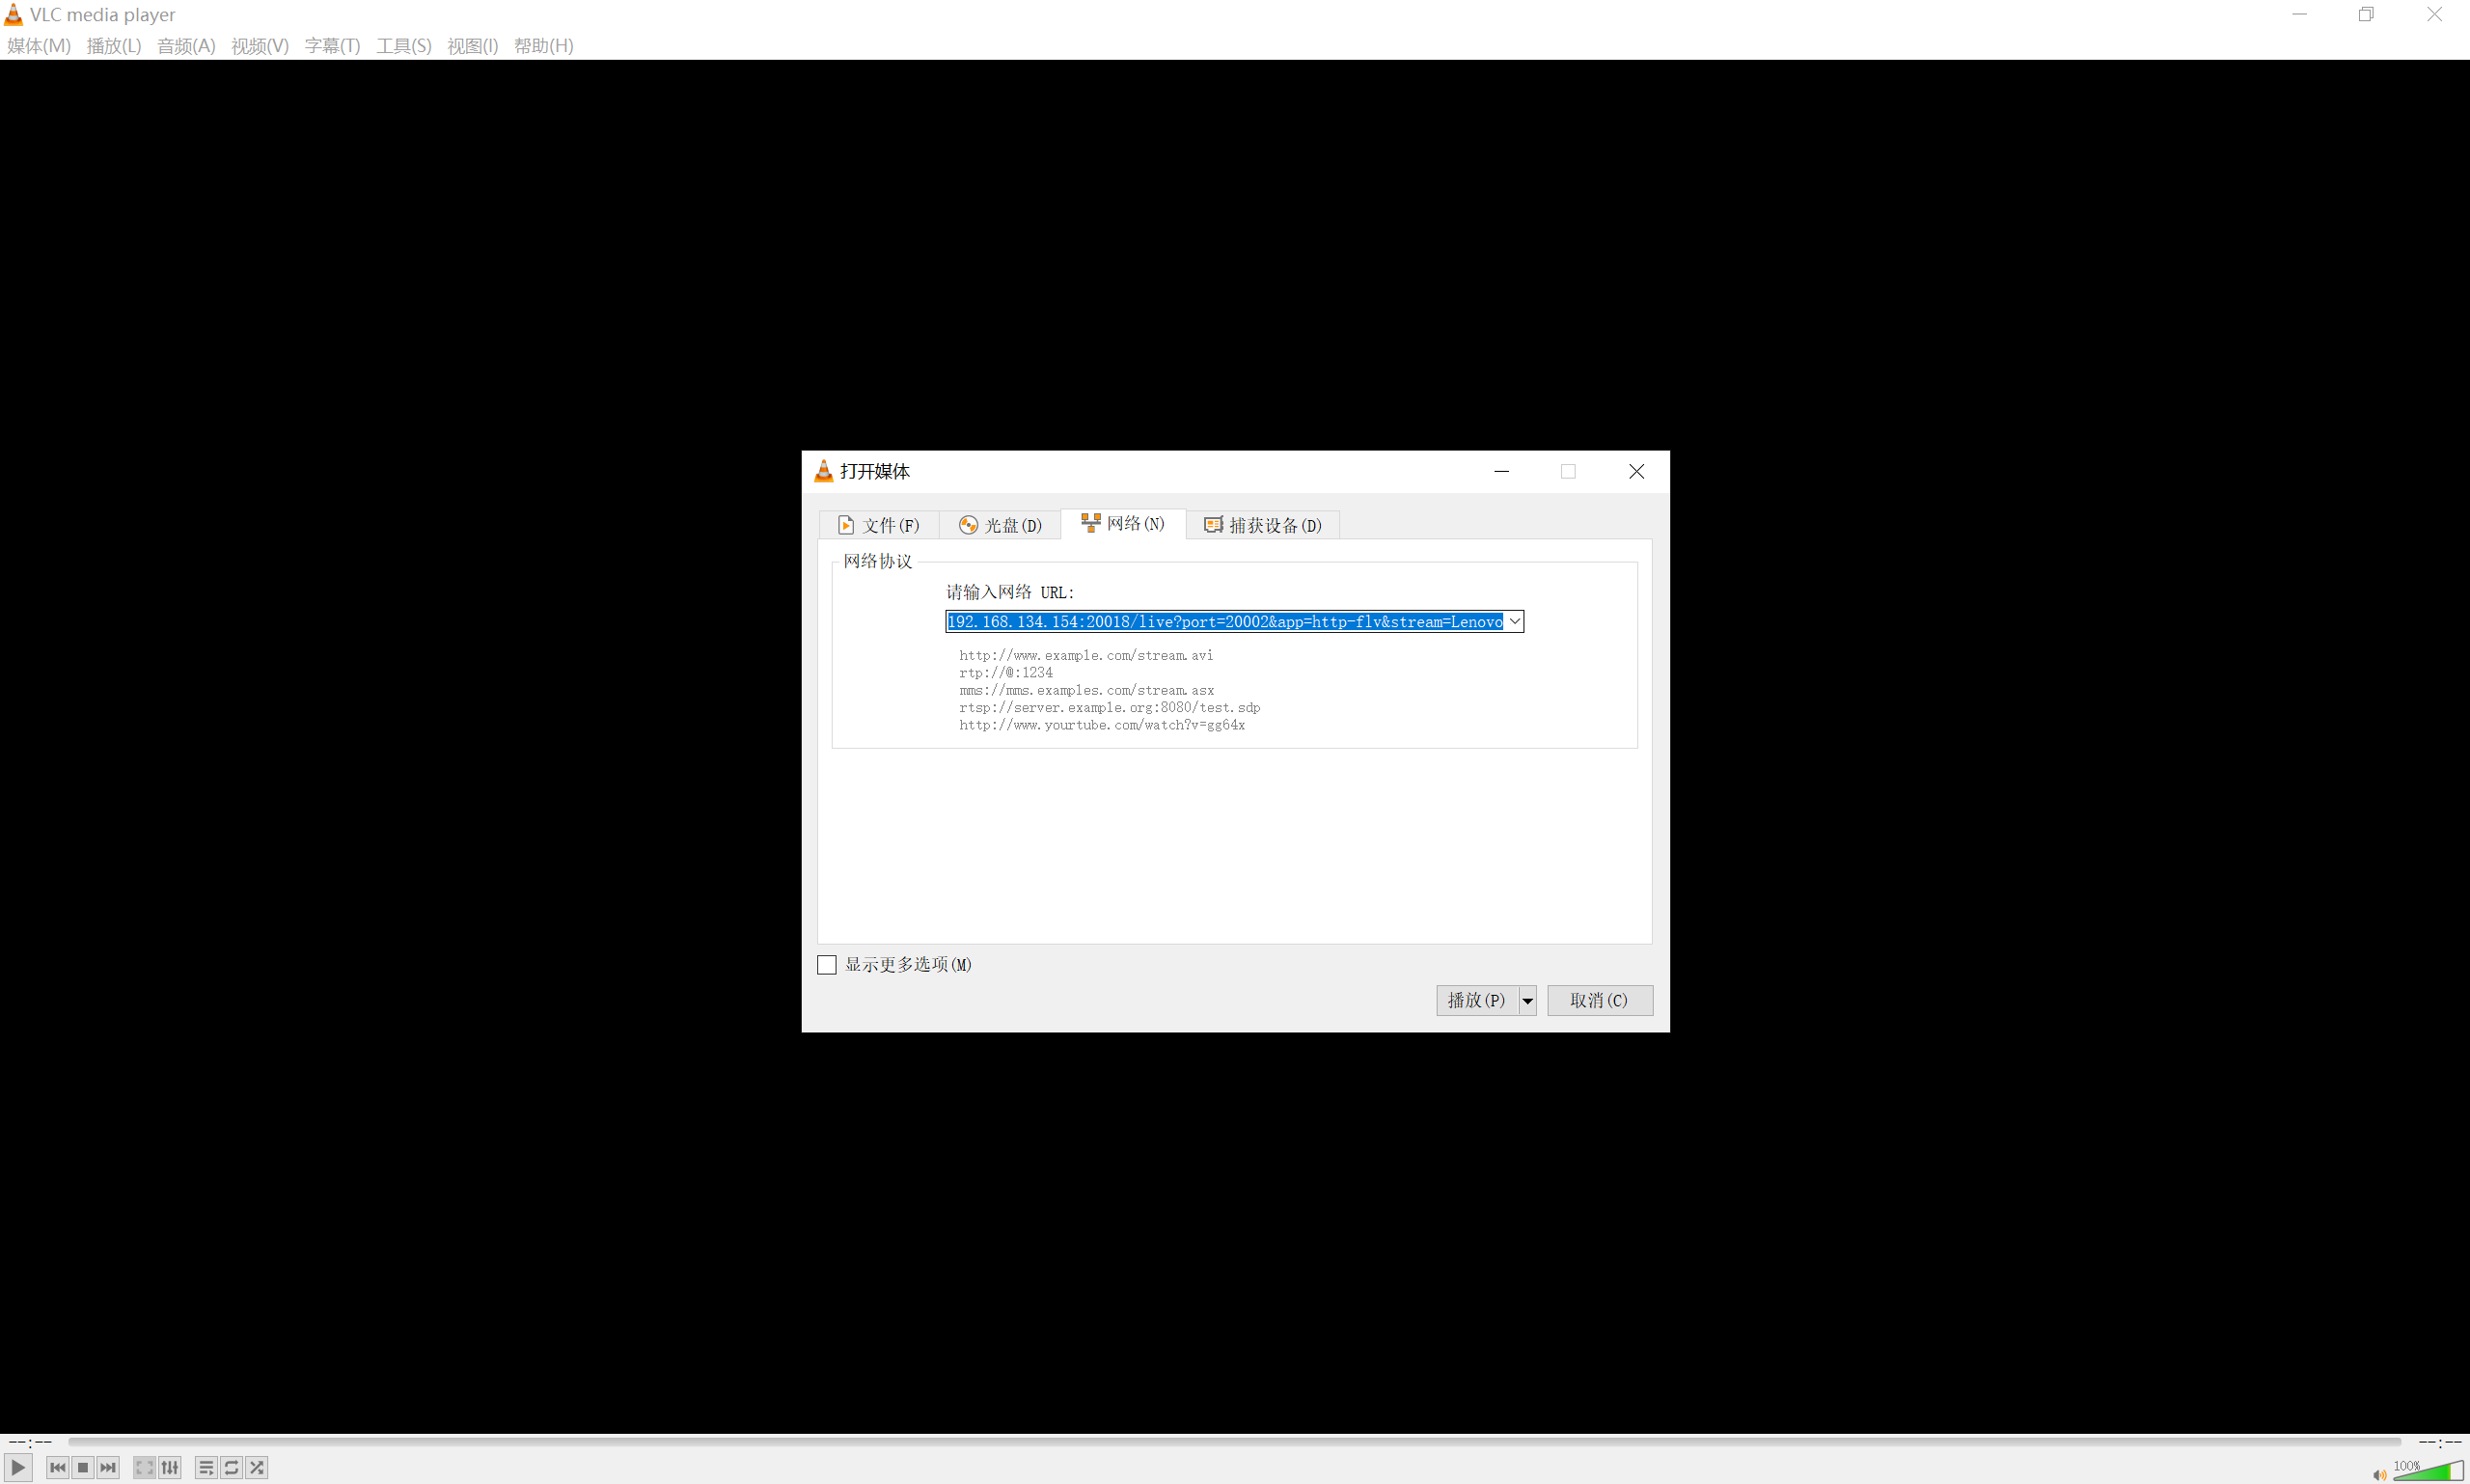 VLC media player
媒体(M) 播放(L) 音频(A) 视频(V) 字幕(T) 工具(S) 视图(I) 帮助(H)
打开媒体
文件(F) 光盘(D) 网络(N) 捕获设备(D)
网络协议
请输入网络 URL:
192.168.134.154:20018/live?port=20002&app=http-flv&stream=Lenovo
http://www.example.com/stream.avi
rtp://@:1234
mms://mms.examples.com/stream.asx
rtsp://server.example.org:8080/test.sdp
http://www.yourtube.com/watch?v=gg64x
显示更多选项(M)
播放(P) 取消(C)
--:-- --:--
100%